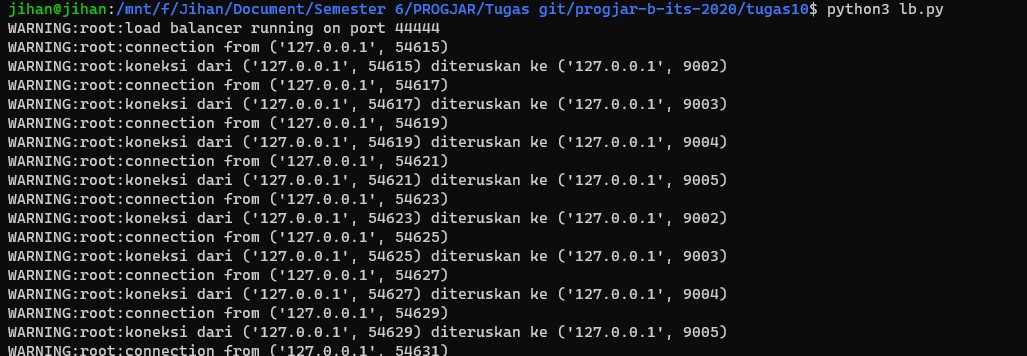 jihan@jihan:/mnt/f/Jihan/Document/Semester 6/PROGJAR/Tugas git/progjar-b-its-2020/tugas10$ python3 lb.py
WARNING:root:load balancer running on port 44444
WARNING:root:connection from ('127.0.0.1', 54615)
WARNING:root:koneksi dari ('127.0.0.1', 54615) diteruskan ke ('127.0.0.1', 9002)
WARNING:root:connection from ('127.0.0.1', 54617)
WARNING:root:koneksi dari ('127.0.0.1', 54617) diteruskan ke ('127.0.0.1', 9003)
WARNING:root:connection from ('127.0.0.1', 54619)
WARNING:root:koneksi dari ('127.0.0.1', 54619) diteruskan ke ('127.0.0.1', 9004)
WARNING:root:connection from ('127.0.0.1', 54621)
WARNING:root:koneksi dari ('127.0.0.1', 54621) diteruskan ke ('127.0.0.1', 9005)
WARNING:root:connection from ('127.0.0.1', 54623)
WARNING:root:koneksi dari ('127.0.0.1', 54623) diteruskan ke ('127.0.0.1', 9002)
WARNING:root:connection from ('127.0.0.1', 54625)
WARNING:root:koneksi dari ('127.0.0.1', 54625) diteruskan ke ('127.0.0.1', 9003)
WARNING:root:connection from ('127.0.0.1', 54627)
WARNING:root:koneksi dari ('127.0.0.1', 54627) diteruskan ke ('127.0.0.1', 9004)
WARNING:root:connection from ('127.0.0.1', 54629)
WARNING:root:koneksi dari ('127.0.0.1', 54629) diteruskan ke ('127.0.0.1', 9005)
WARNING:root:connection from ('127.0.0.1', 54631)